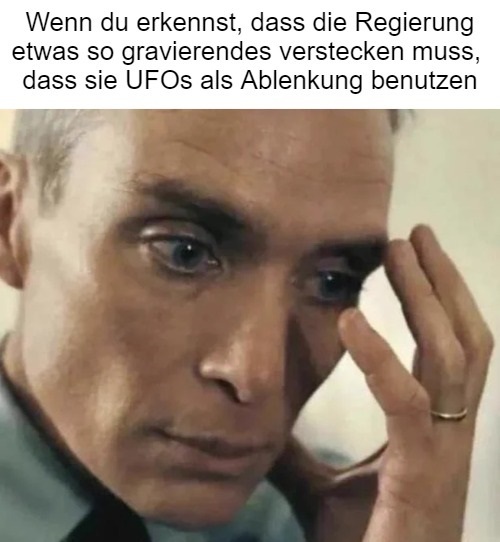 Wenn du erkennst, dass die Regierung
etwas so gravierendes verstecken muss,
dass sie UFOs als Ablenkung benutzen